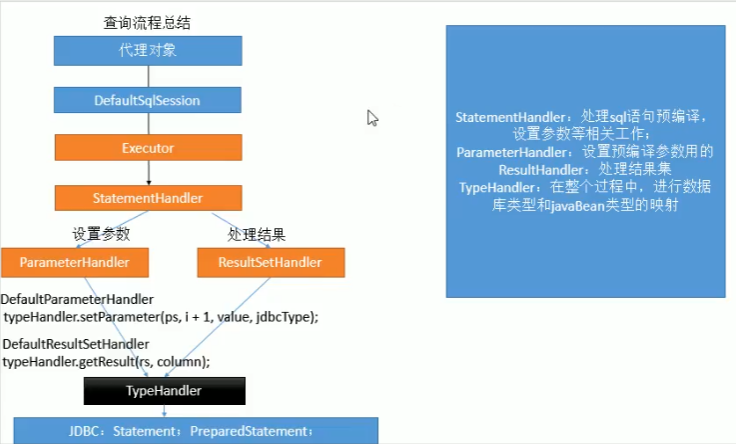 查询流程总结
代理对象
DefaultSqlSession
Executor
StatementHandler
设置参数
处理结果
ParameterHandler
ResultSetHandler
DefaultParameterHandler
typeHandler.setParameter(ps, i + 1, value, jdbcType);
DefaultResultSetHandler
typeHandler.getResult(rs, column);
TypeHandler
JDBC：Statement：PreparedStatement：
StatementHandler：处理sql语句预编译，
设置参数等相关工作；
ParameterHandler：设置预编译参数用的
ResultHandler：处理结果集
TypeHandler：在整个过程中，进行数据
库类型和javaBean类型的映射